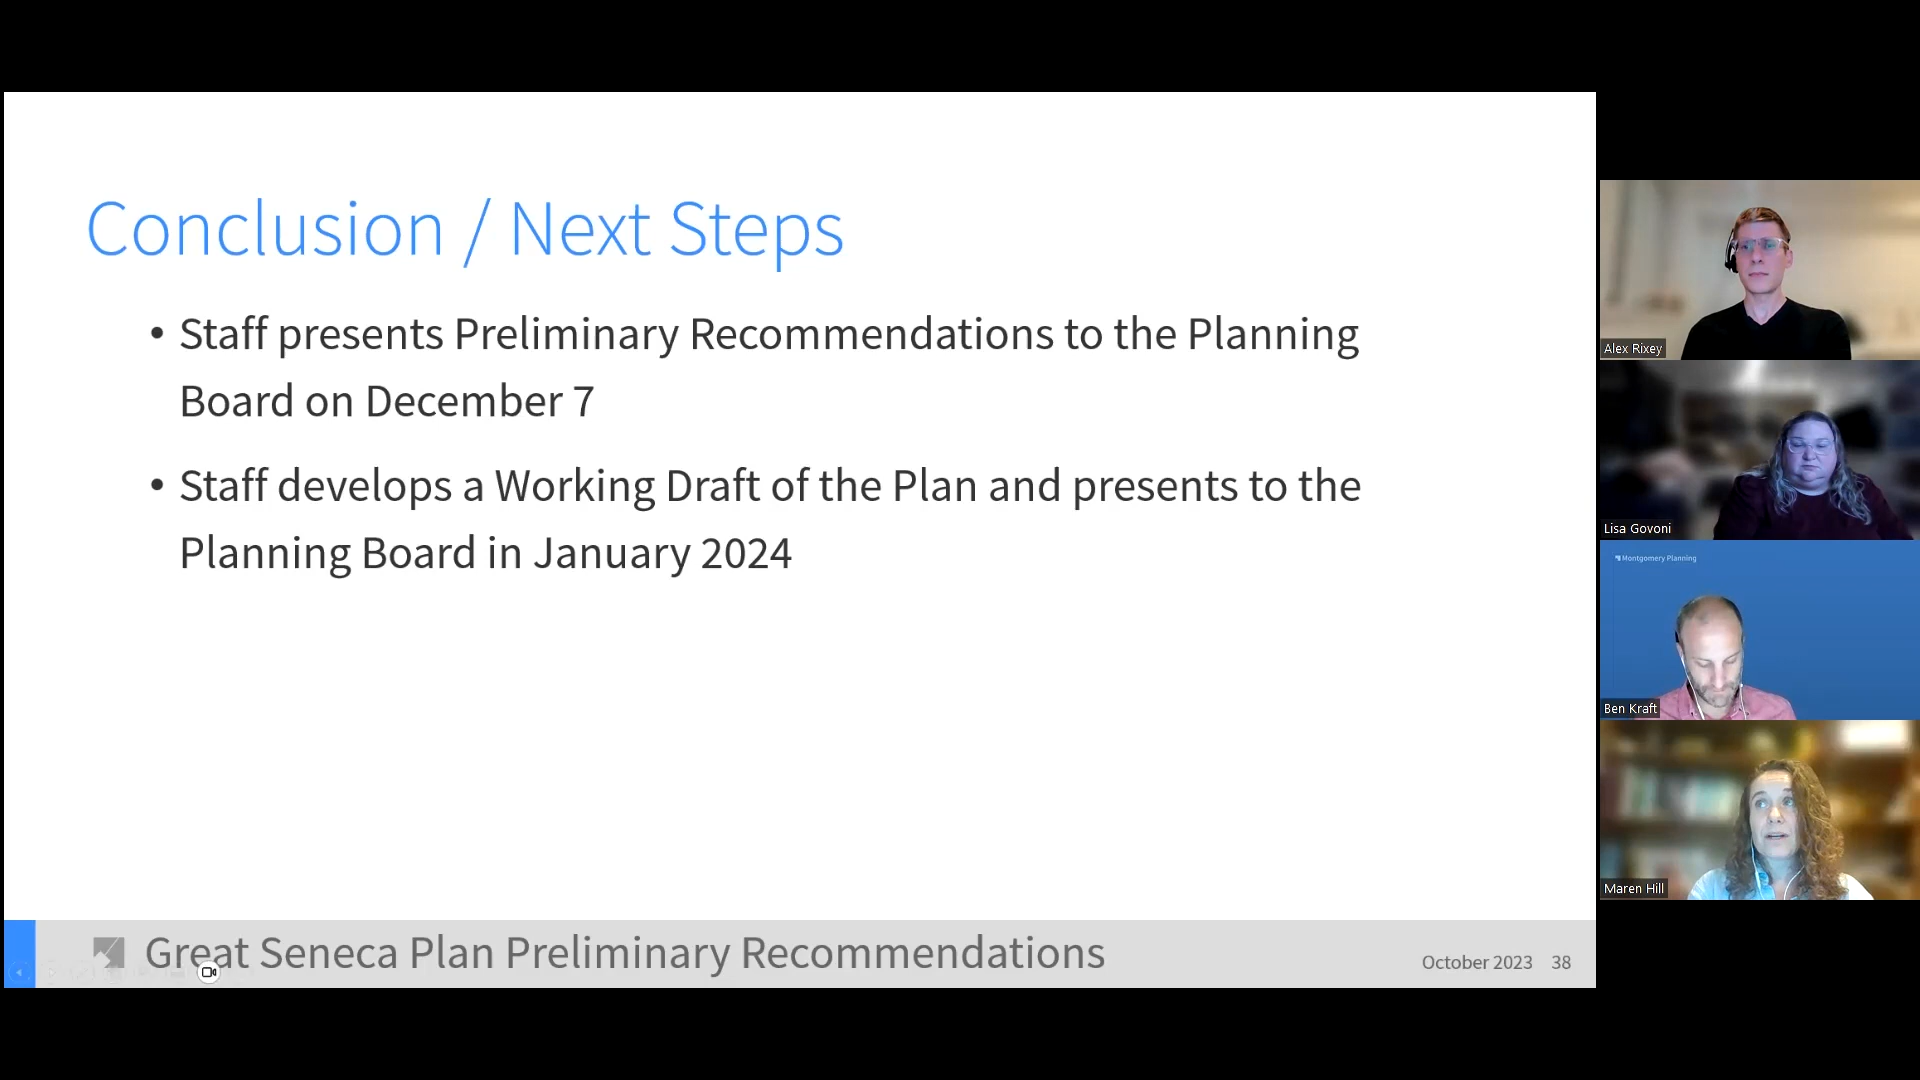 Conclusion / Next Steps
• Staff presents Preliminary Recommendations to the Planning
Board on December 7
• Staff develops a Working Draft of the Plan and presents to the
Planning Board in January 2024
Great Seneca Plan Preliminary Recommendations
October 2023 38
Alex Rixey
Lisa Govoni
Montgomery Planning
Ben Kraft
Maren Hill